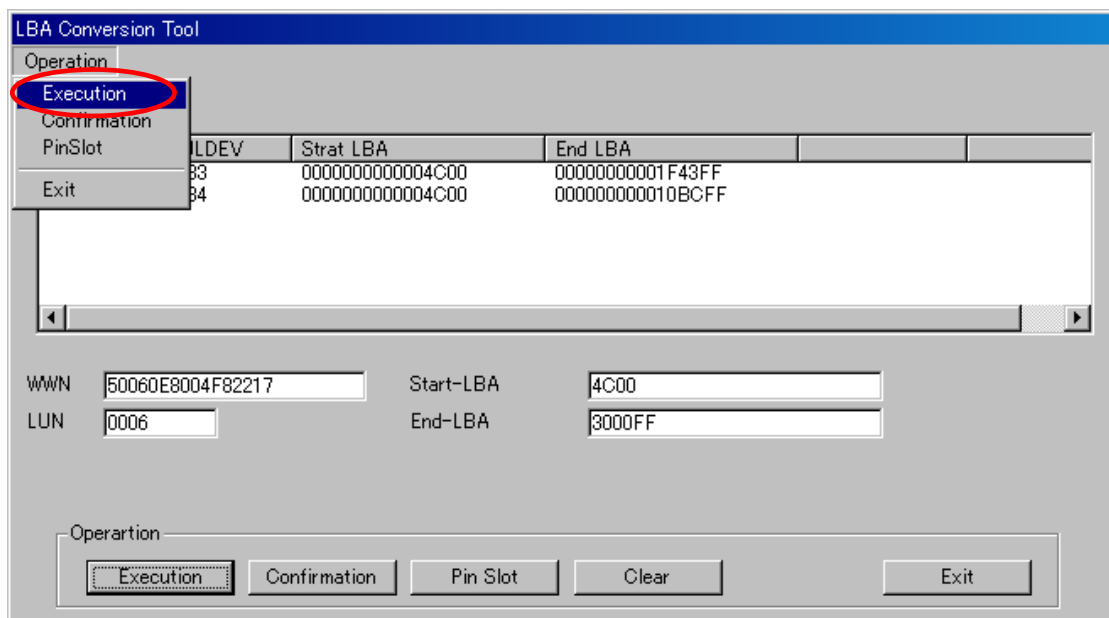 LBA Conversion Tool
Operation
Execution
Confirmation
PinSlot
Exit
LDEV Strat LBA End LBA
33 0000000000004C00 00000000001F43FF
34 0000000000004C00 000000000010BCFF
WWN 50060E8004F82217 Start-LBA 4C00
LUN 0006 End-LBA 3000FF
Operartion
Execution Confirmation Pin Slot Clear Exit